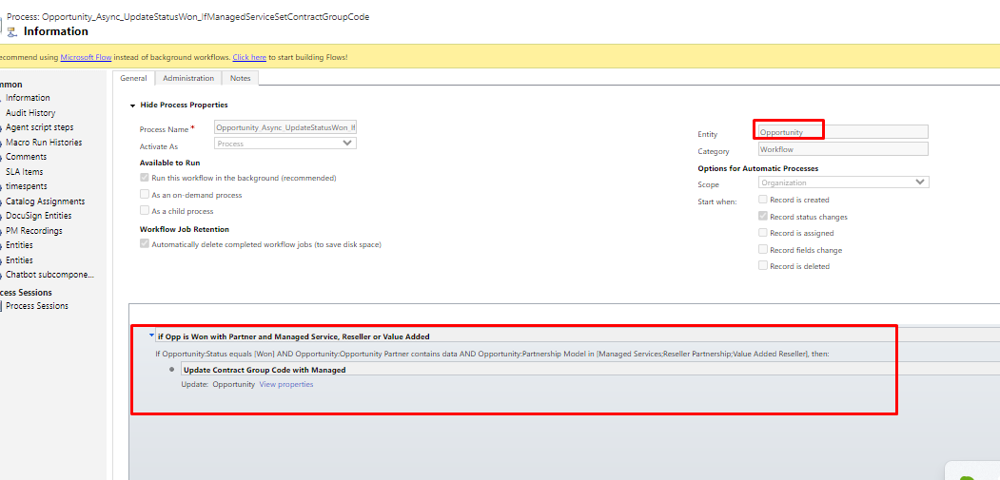 Process: Opportunity_Async_UpdateStatusWon_IfManagedServiceSetContractGroupCode
Information
ecommend using Microsoft Flow instead of background workflows. Click here to start building Flows!
mmon
Information
Audit History
Agent script steps
Macro Run Histories
Comments
SLA Items
timespents
Catalog Assignments
DocuSign Entities
PM Recordings
Entities
Entities
Chatbot subcompone...
cess Sessions
Process Sessions
General Administration Notes
Hide Process Properties
Process Name * Opportunity_Async_UpdateStatusWon_If
Activate As Process
Available to Run
Run this workflow in the background (recommended)
As an on-demand process
As a child process
Workflow Job Retention
Automatically delete completed workflow jobs (to save disk space)
Entity Opportunity
Category Workflow
Options for Automatic Processes
Scope Organization
Start when: Record is created
Record status changes
Record is assigned
Record fields change
Record is deleted
if Opp is Won with Partner and Managed Service, Reseller or Value Added
If Opportunity:Status equals [Won] AND Opportunity:Opportunity Partner contains data AND Opportunity:Partnership Model in [Managed Services;Reseller Partnership;Value Added Reseller], then:
Update Contract Group Code with Managed
Update: Opportunity View properties